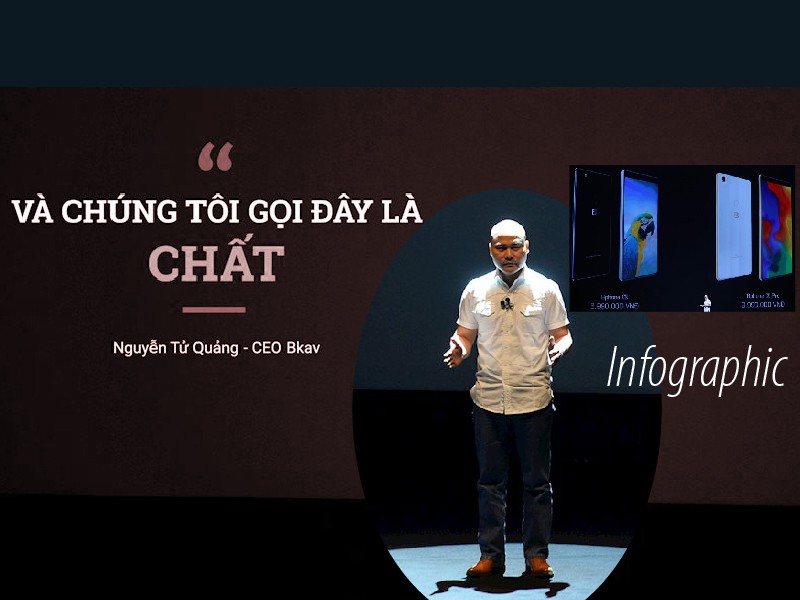 “
VÀ CHÚNG TÔI GỌI ĐÂY LÀ
CHẤT
Nguyễn Tử Quảng - CEO Bkav
Infographic